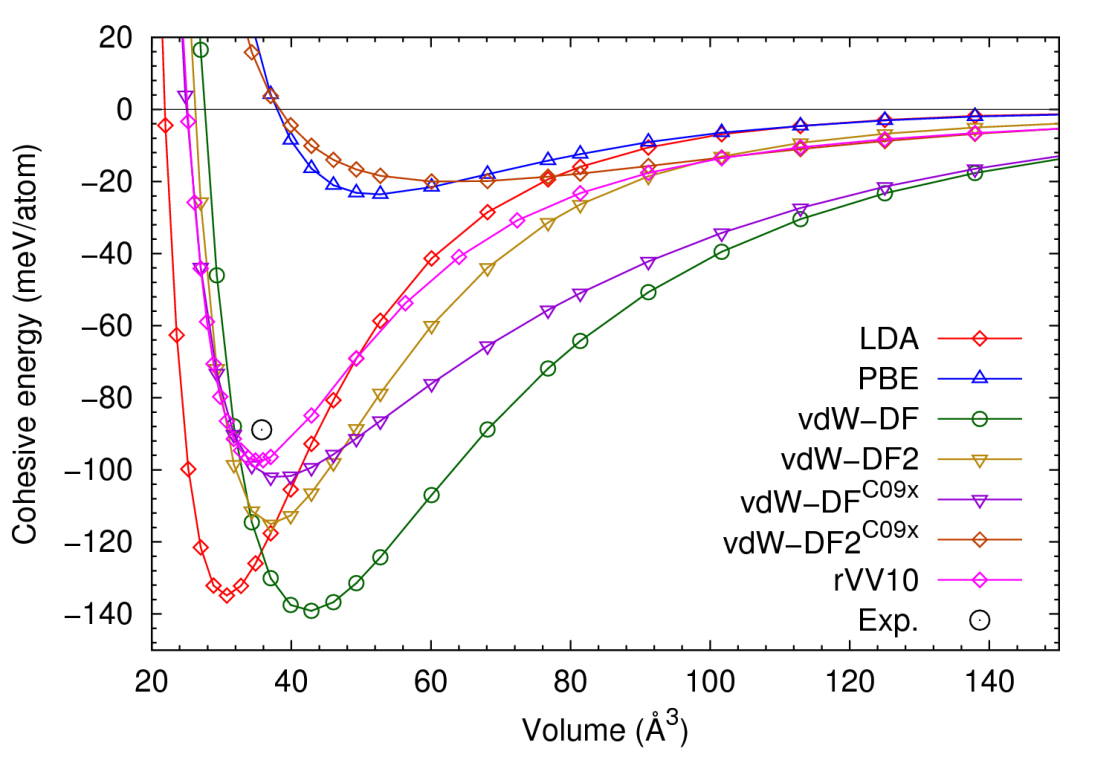 20
0
−20
−40
−60
−80
−100
−120
−140
Cohesive energy (meV/atom)
LDA
PBE
vdW−DF
vdW−DF2
vdW−DF^C09x
vdW−DF2^C09x
rVV10
Exp.
20 40 60 80 100 120 140
Volume (Å³)